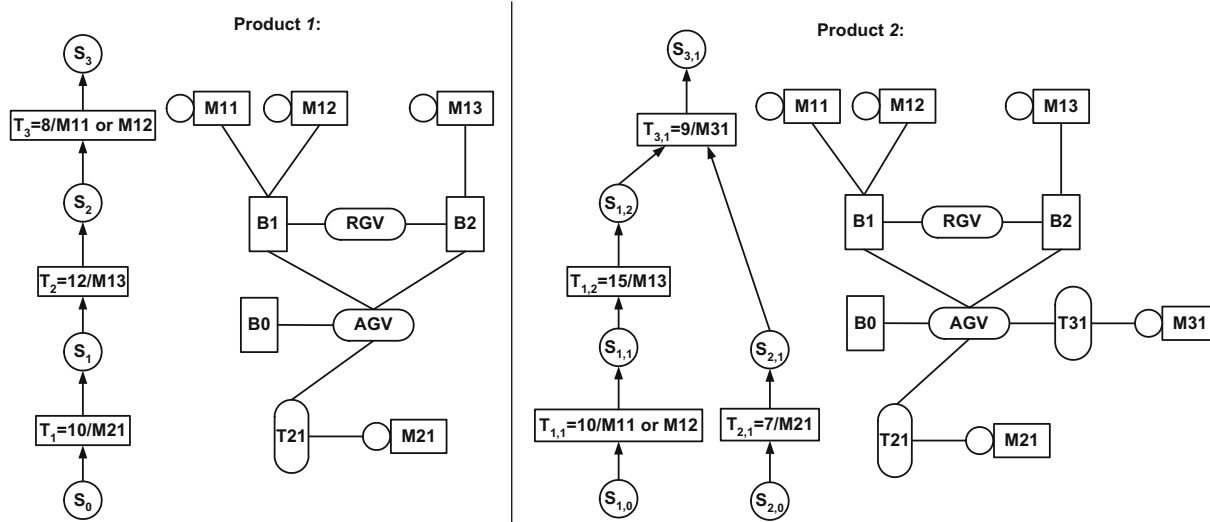 Product 1:
S3
T3=8/M11 or M12
S2
T2=12/M13
S1
T1=10/M21
S0
M11
M12
M13
B1
RGV
B2
B0
AGV
T21
M21
Product 2:
S3,1
T3,1=9/M31
S1,2
T1,2=15/M13
S1,1
S2,1
T1,1=10/M11 or M12
T2,1=7/M21
S1,0
S2,0
M11
M12
M13
B1
RGV
B2
B0
AGV
T31
M31
T21
M21